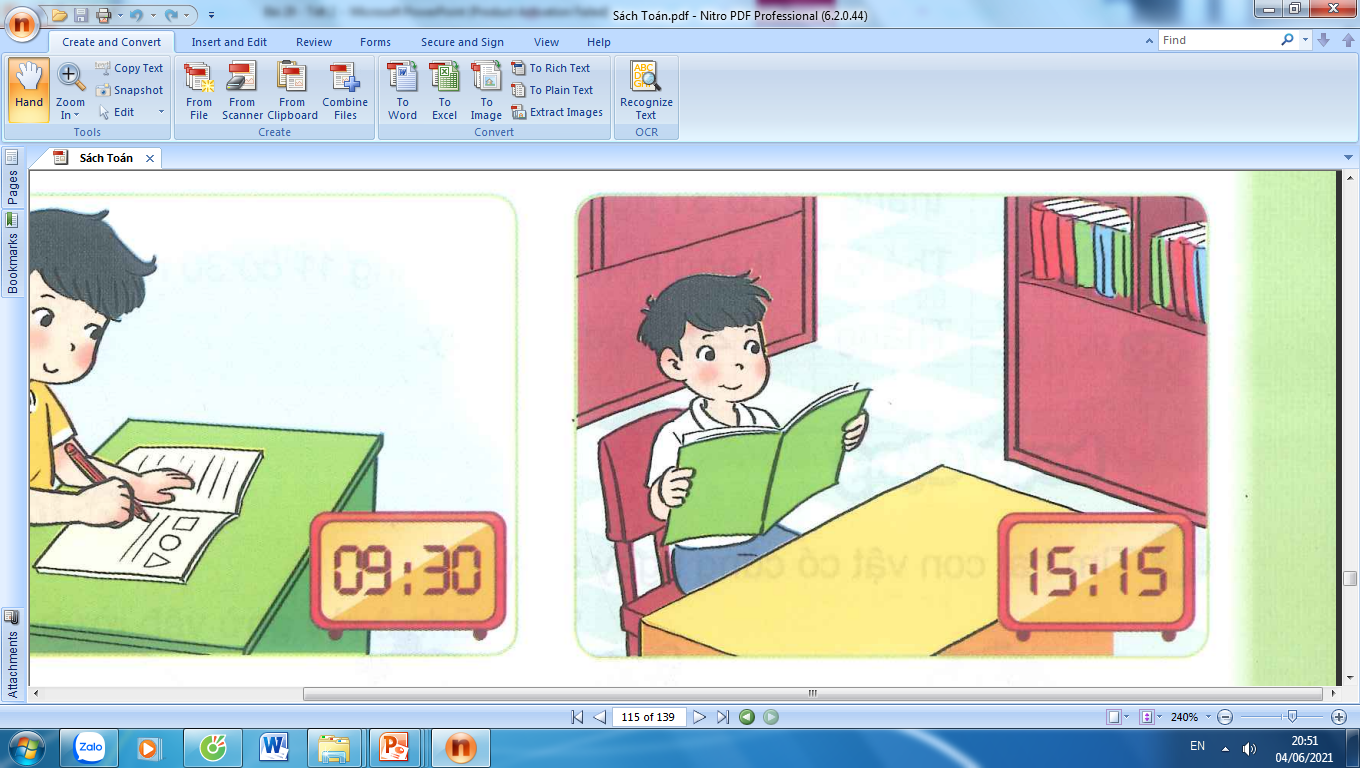 Sách Toán.pdf - Nitro PDF Professional (6.2.0.44)
Create and Convert Insert and Edit Review Forms Secure and Sign View Help
Find
Hand
Zoom In
Copy Text
Snapshot
Edit
Tools
From File
From Scanner
From Clipboard
Combine Files
Create
To Word
To Excel
To Image
To Rich Text
To Plain Text
Extract Images
Convert
Recognize Text
OCR
Sách Toán
Pages
Bookmarks
Attachments
09:30
15:15
115 of 139
240%
Zalo
EN
20:51
04/06/2021